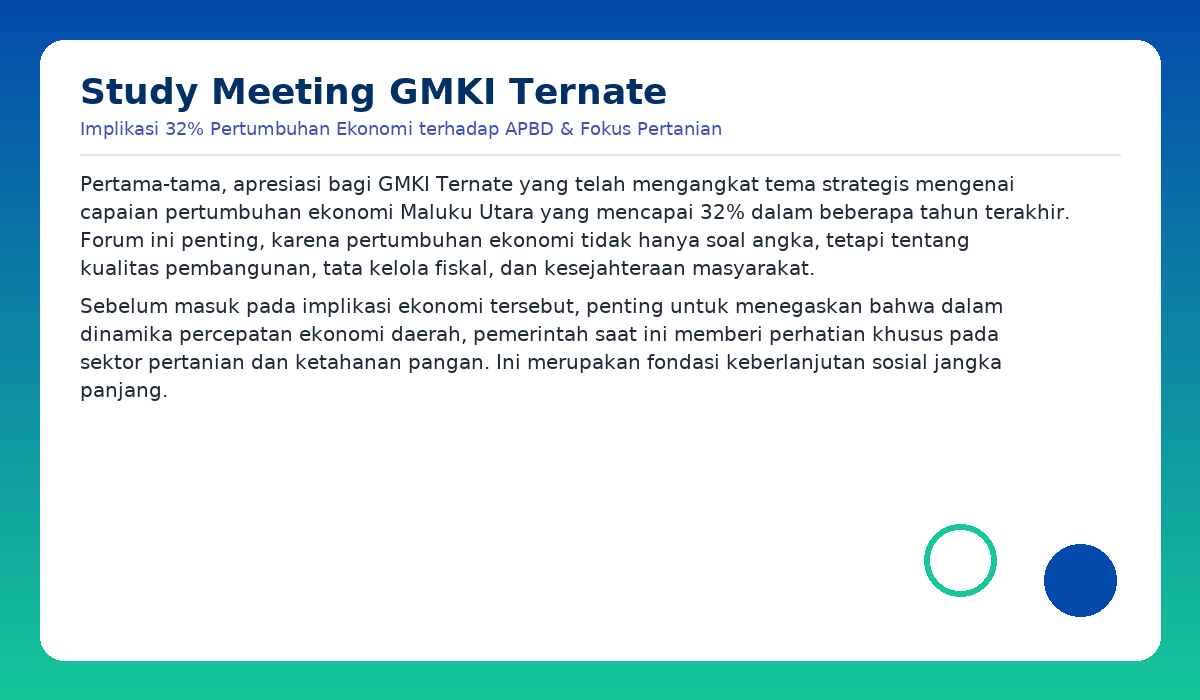 Study Meeting GMKI Ternate
Implikasi 32% Pertumbuhan Ekonomi terhadap APBD & Fokus Pertanian
Pertama-tama, apresiasi bagi GMKI Ternate yang telah mengangkat tema strategis mengenai
capaian pertumbuhan ekonomi Maluku Utara yang mencapai 32% dalam beberapa tahun terakhir.
Forum ini penting, karena pertumbuhan ekonomi tidak hanya soal angka, tetapi tentang
kualitas pembangunan, tata kelola fiskal, dan kesejahteraan masyarakat.
Sebelum masuk pada implikasi ekonomi tersebut, penting untuk menegaskan bahwa dalam
dinamika percepatan ekonomi daerah, pemerintah saat ini memberi perhatian khusus pada
sektor pertanian dan ketahanan pangan. Ini merupakan fondasi keberlanjutan sosial jangka
panjang.